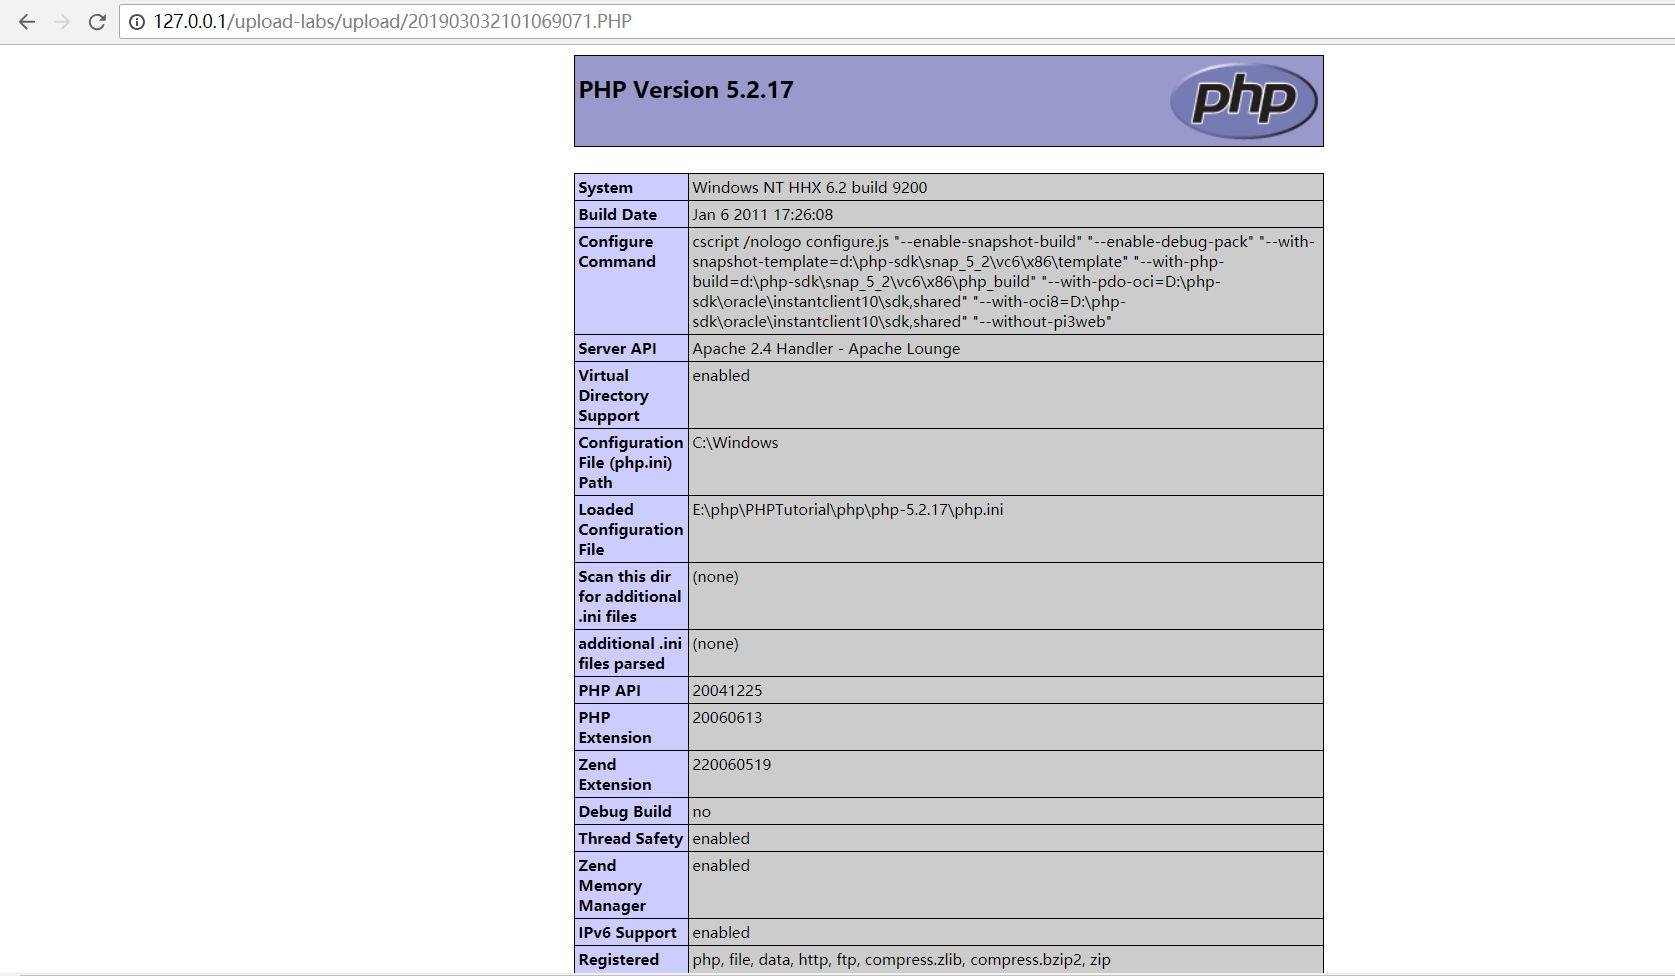 127.0.0.1/upload-labs/upload/201903032101069071.PHP
PHP Version 5.2.17
php
System Windows NT HHX 6.2 build 9200
Build Date Jan 6 2011 17:26:08
Configure Command cscript /nologo configure.js "--enable-snapshot-build" "--enable-debug-pack" "--with-
snapshot-template=d:\php-sdk\snap_5_2\vc6\x86\template" "--with-php-
build=d:\php-sdk\snap_5_2\vc6\x86\php_build" "--with-pdo-oci=D:\php-
sdk\oracle\instantclient10\sdk,shared" "--with-oci8=D:\php-
sdk\oracle\instantclient10\sdk,shared" "--without-pi3web"
Server API Apache 2.4 Handler - Apache Lounge
Virtual
Directory
Support enabled
Configuration
File (php.ini)
Path C:\Windows
Loaded
Configuration
File E:\php\PHPTutorial\php\php-5.2.17\php.ini
Scan this dir
for additional
.ini files (none)
additional .ini
files parsed (none)
PHP API 20041225
PHP
Extension 20060613
Zend
Extension 220060519
Debug Build no
Thread Safety enabled
Zend
Memory
Manager enabled
IPv6 Support enabled
Registered php, file, data, http, ftp, compress.zlib, compress.bzip2, zip